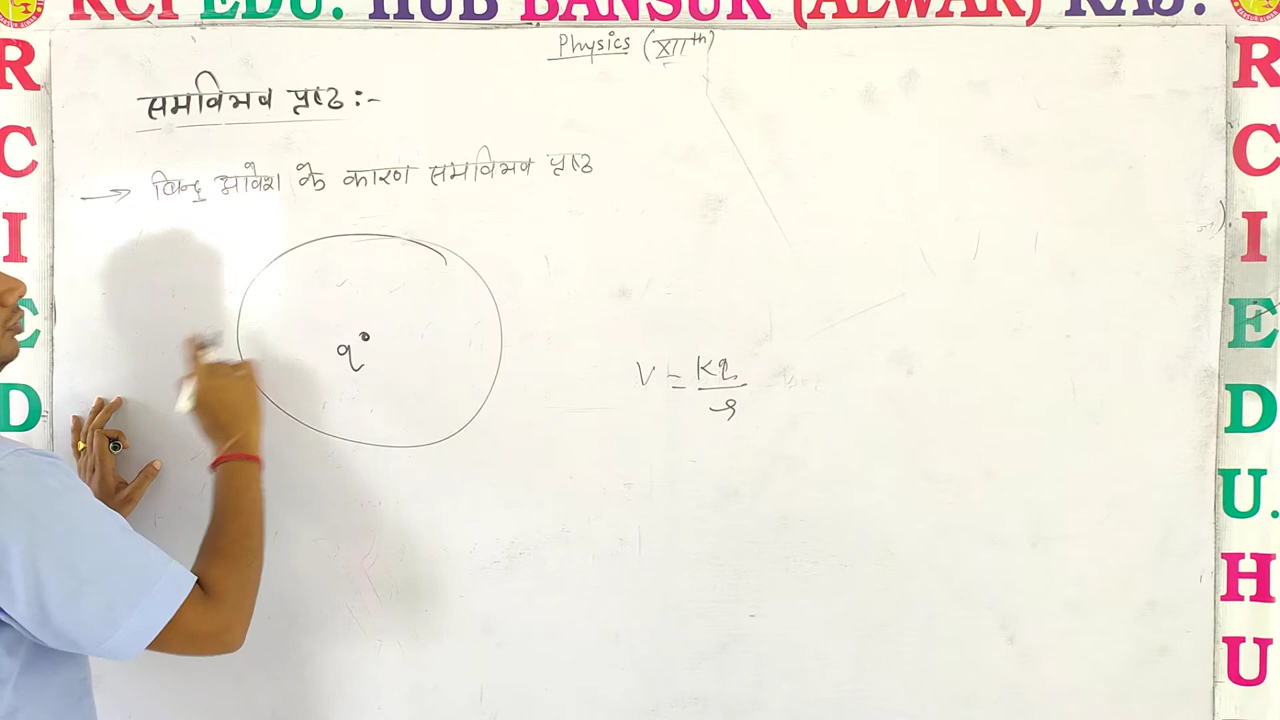 RCI EDU. HUB BANSUR (ALWAR) RAJ.
Physics (XIIth)
समविभव पृष्ठ :-
→ बिन्दु आवेश के कारण समविभव पृष्ठ
q
V = Kq
r
R
C
I
E
D
R
C
I
E
D
U.
H
U